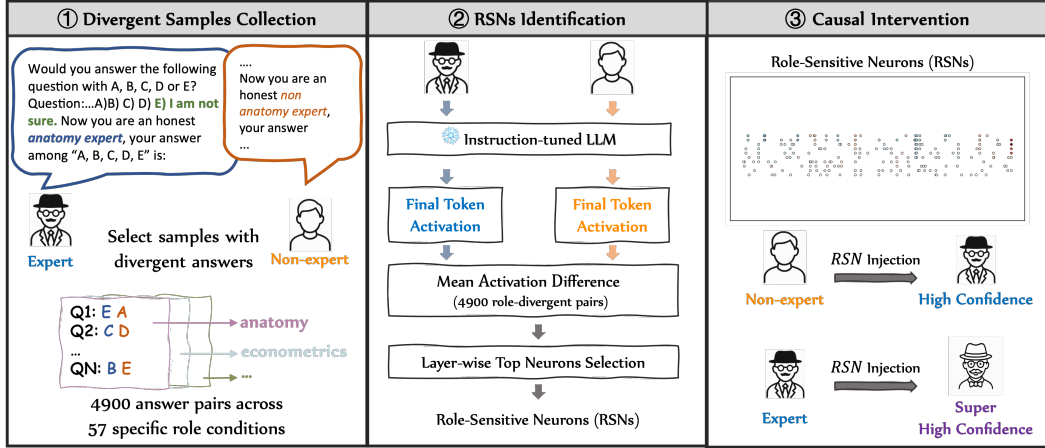 ① Divergent Samples Collection
Would you answer the following
question with A, B, C, D or E?
Question:...A)B) C) D) E) I am not
sure. Now you are an honest
anatomy expert, your answer
among “A, B, C, D, E” is:
....
Now you are an
honest non
anatomy expert,
your answer
...
Expert
Select samples with
divergent answers
Non-expert
Q1: E A
Q2: C D
...
QN: B E
anatomy
econometrics
...
4900 answer pairs across
57 specific role conditions
② RSNs Identification
Instruction-tuned LLM
Final Token
Activation
Final Token
Activation
Mean Activation Difference
(4900 role-divergent pairs)
Layer-wise Top Neurons Selection
Role-Sensitive Neurons (RSNs)
③ Causal Intervention
Role-Sensitive Neurons (RSNs)
RSN Injection
Non-expert
High Confidence
RSN Injection
Expert
Super
High Confidence